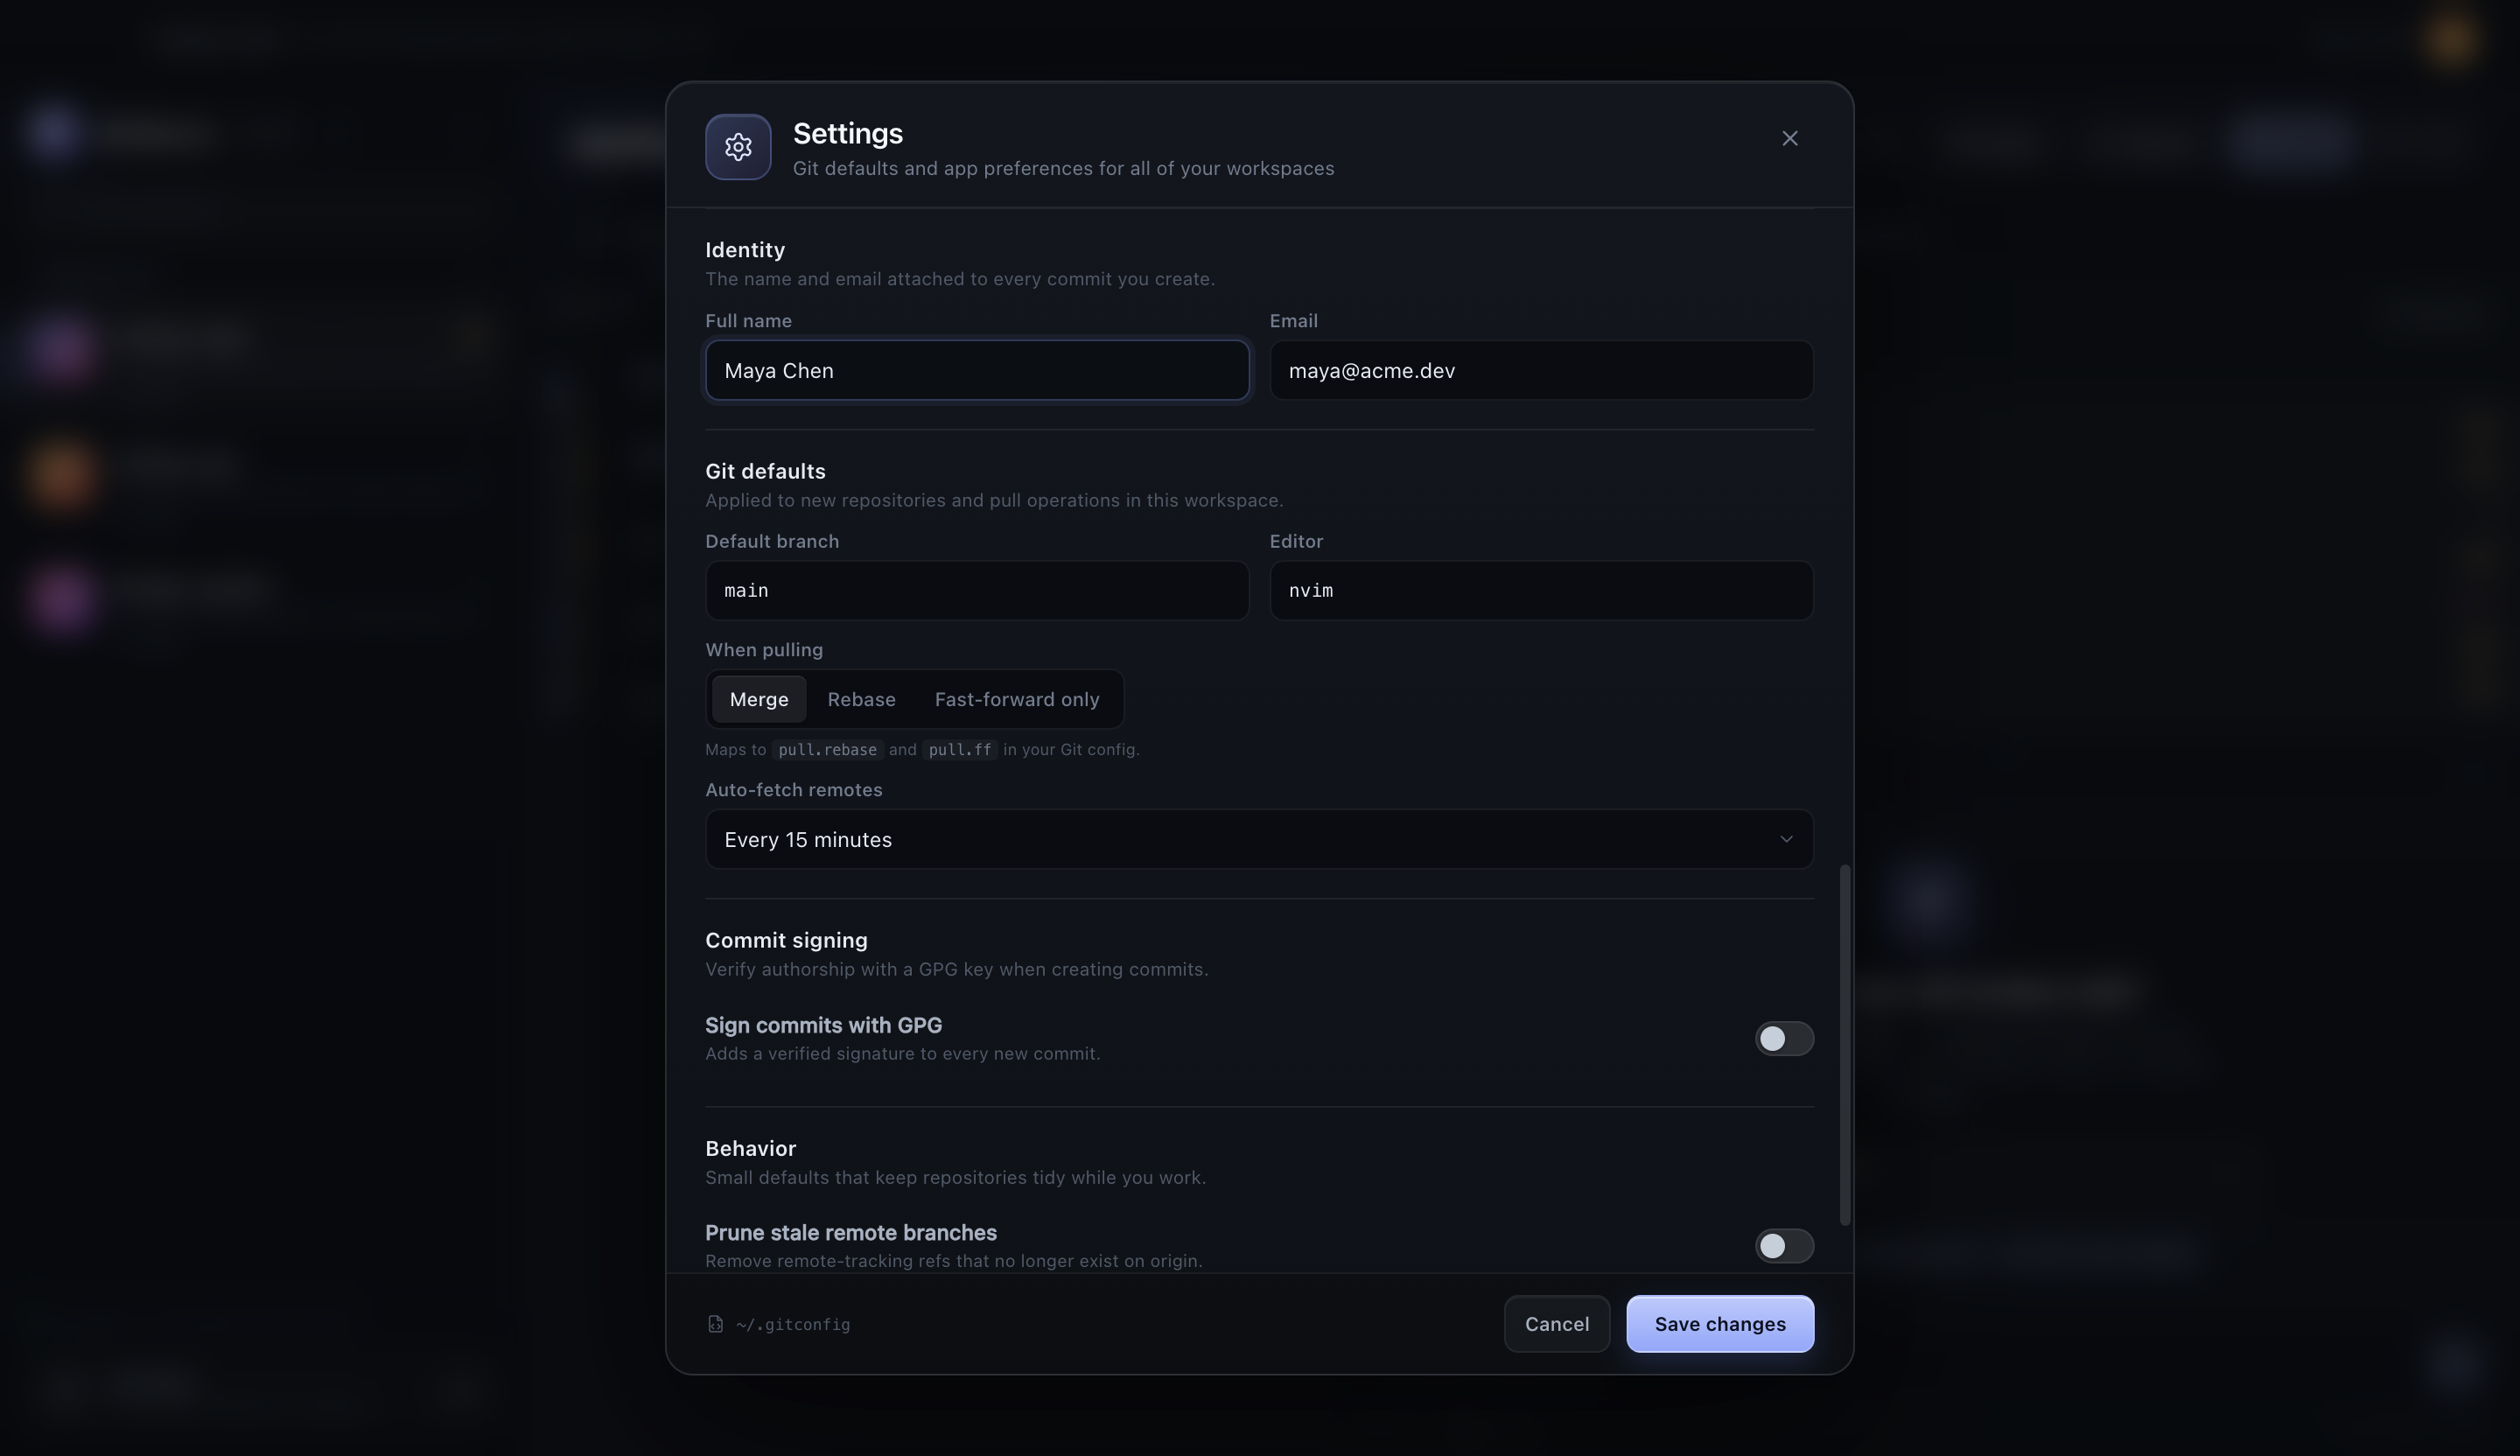 Settings
Git defaults and app preferences for all of your workspaces
Identity
The name and email attached to every commit you create.
Full name
Email
Maya Chen
maya@acme.dev
Git defaults
Applied to new repositories and pull operations in this workspace.
Default branch
Editor
main
nvim
When pulling
Merge
Rebase
Fast-forward only
Maps to pull.rebase and pull.ff in your Git config.
Auto-fetch remotes
Every 15 minutes
Commit signing
Verify authorship with a GPG key when creating commits.
Sign commits with GPG
Adds a verified signature to every new commit.
Behavior
Small defaults that keep repositories tidy while you work.
Prune stale remote branches
Remove remote-tracking refs that no longer exist on origin.
~/.gitconfig
Cancel
Save changes